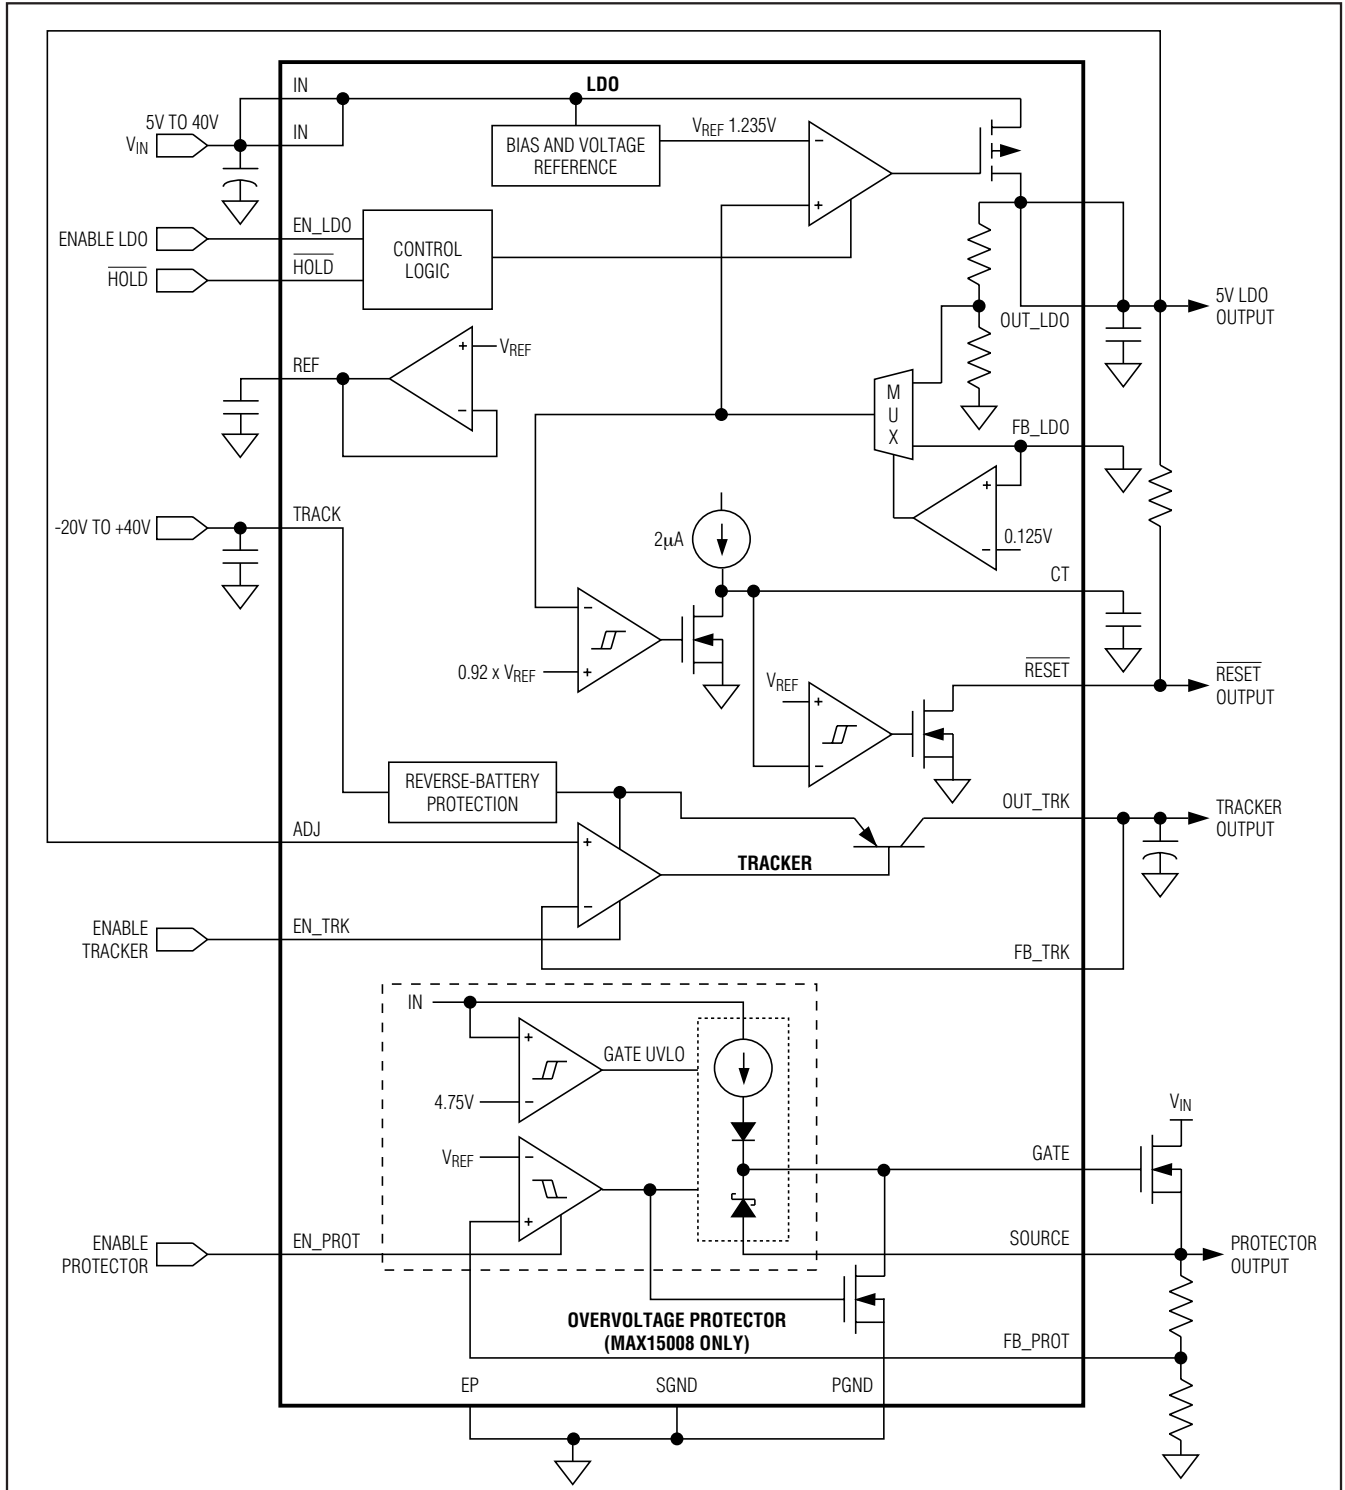 IN
LDO
5V TO 40V
VIN
IN
BIAS AND VOLTAGE
REFERENCE
VREF 1.235V
−
+
ENABLE LDO
EN_LDO
HOLD
HOLD
CONTROL
LOGIC
5V LDO
OUTPUT
OUT_LDO
REF
+
VREF
−
M
U
X
FB_LDO
+
−
0.125V
-20V TO +40V
TRACK
2µA
CT
−
0.92 x VREF
+
VREF
+
−
RESET
RESET
OUTPUT
REVERSE-BATTERY
PROTECTION
OUT_TRK
TRACKER
OUTPUT
ADJ
+
−
TRACKER
ENABLE
TRACKER
EN_TRK
FB_TRK
IN
+
GATE UVLO
4.75V
−
VREF
−
+
VIN
GATE
ENABLE
PROTECTOR
EN_PROT
SOURCE
PROTECTOR
OUTPUT
OVERVOLTAGE PROTECTOR
(MAX15008 ONLY)
FB_PROT
EP
SGND
PGND